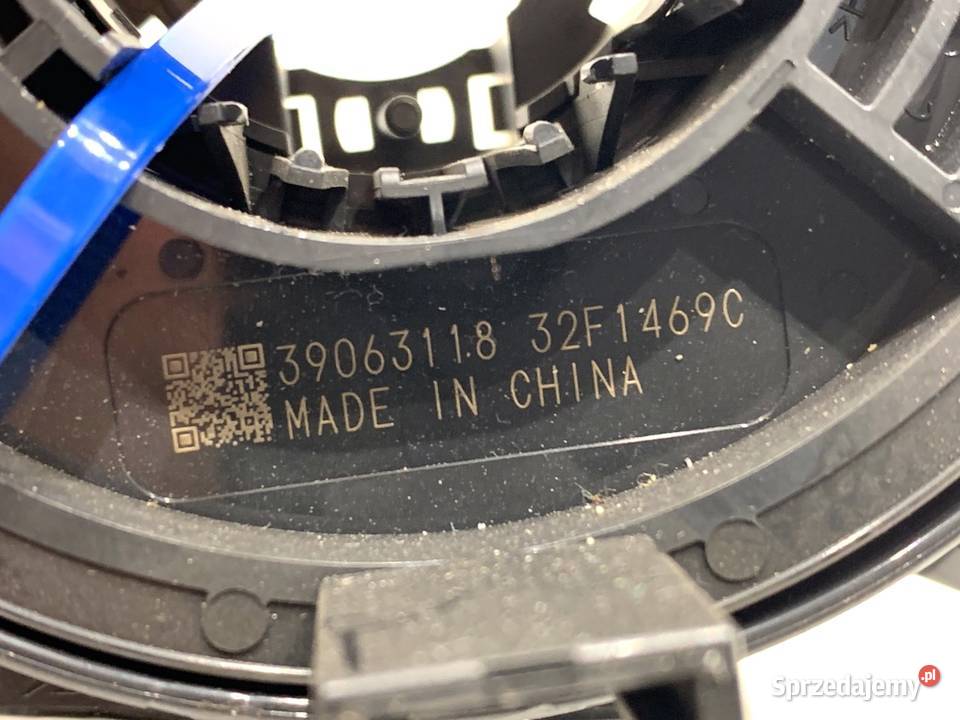 39063118 32F1469C
MADE IN CHINA
Sprzedajemy.pl